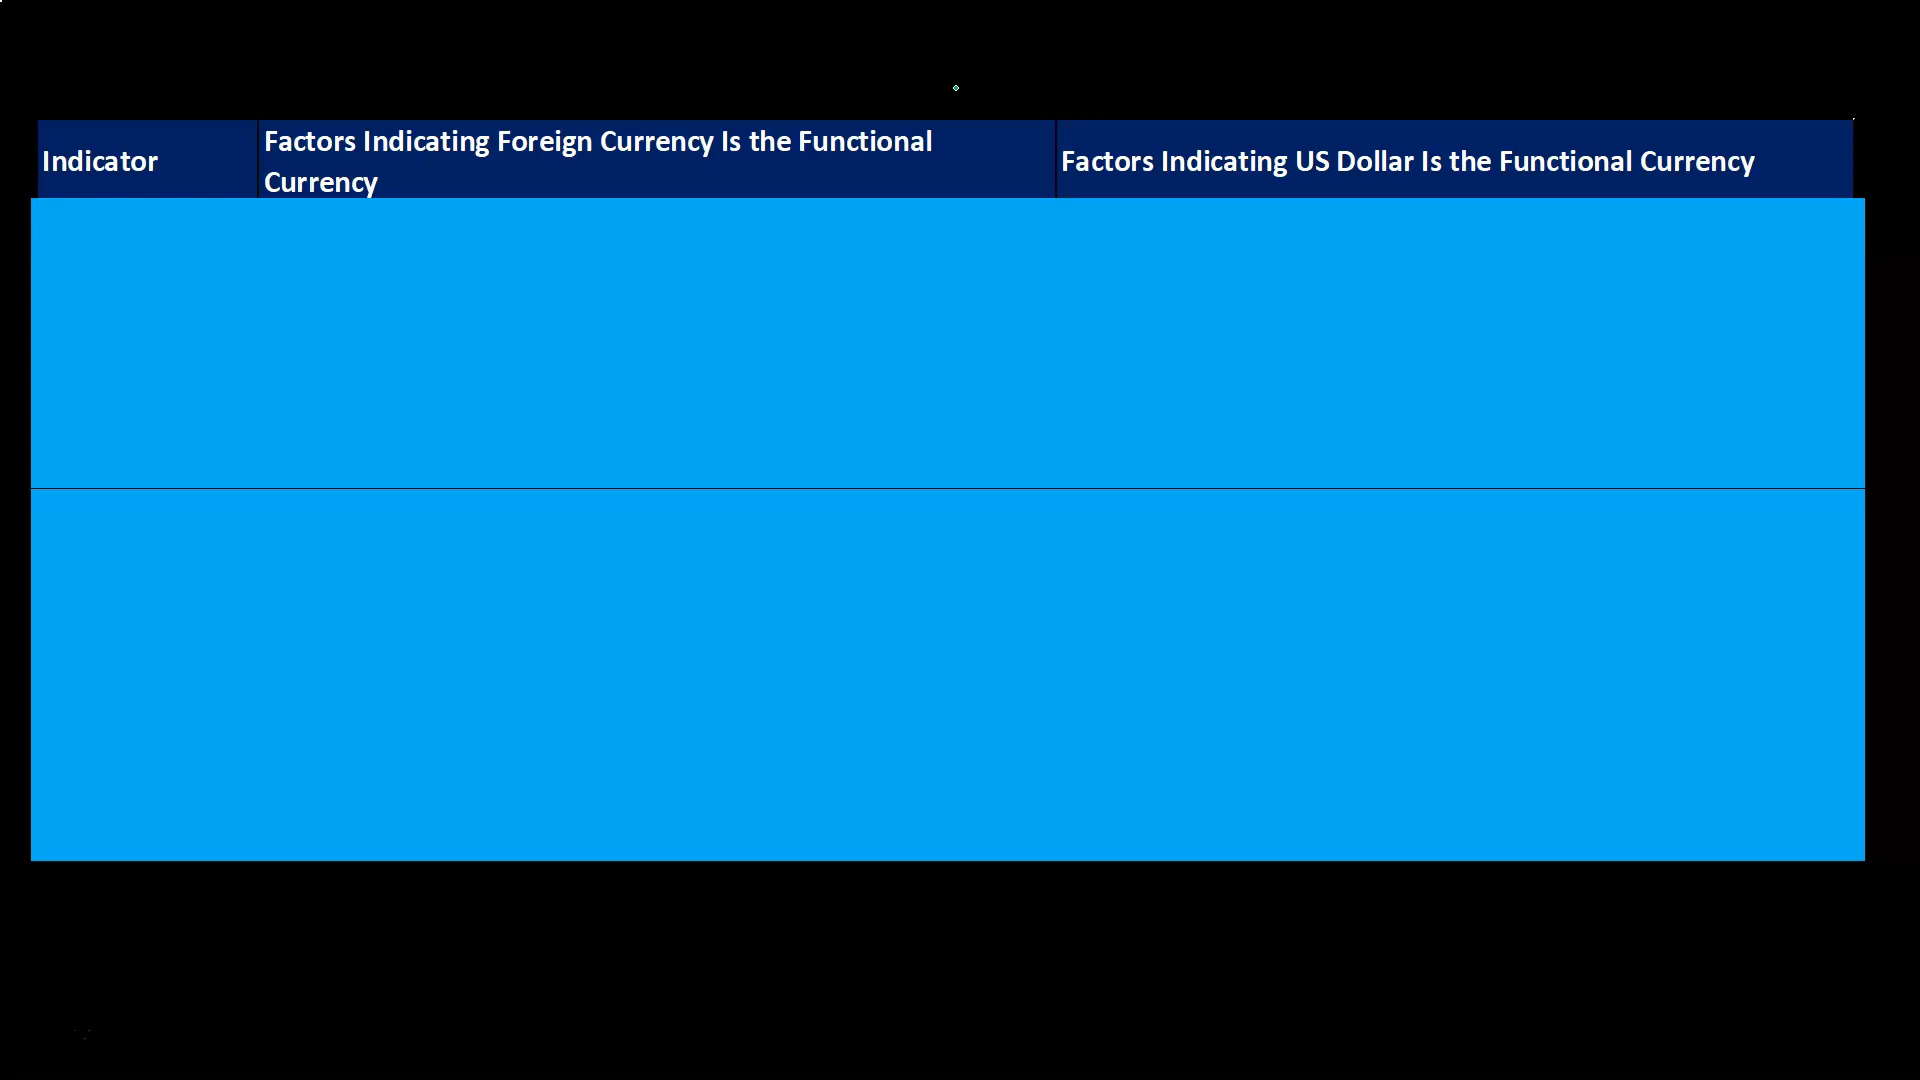 Indicator
Factors Indicating Foreign Currency Is the Functional
Currency
Factors Indicating US Dollar Is the Functional Currency